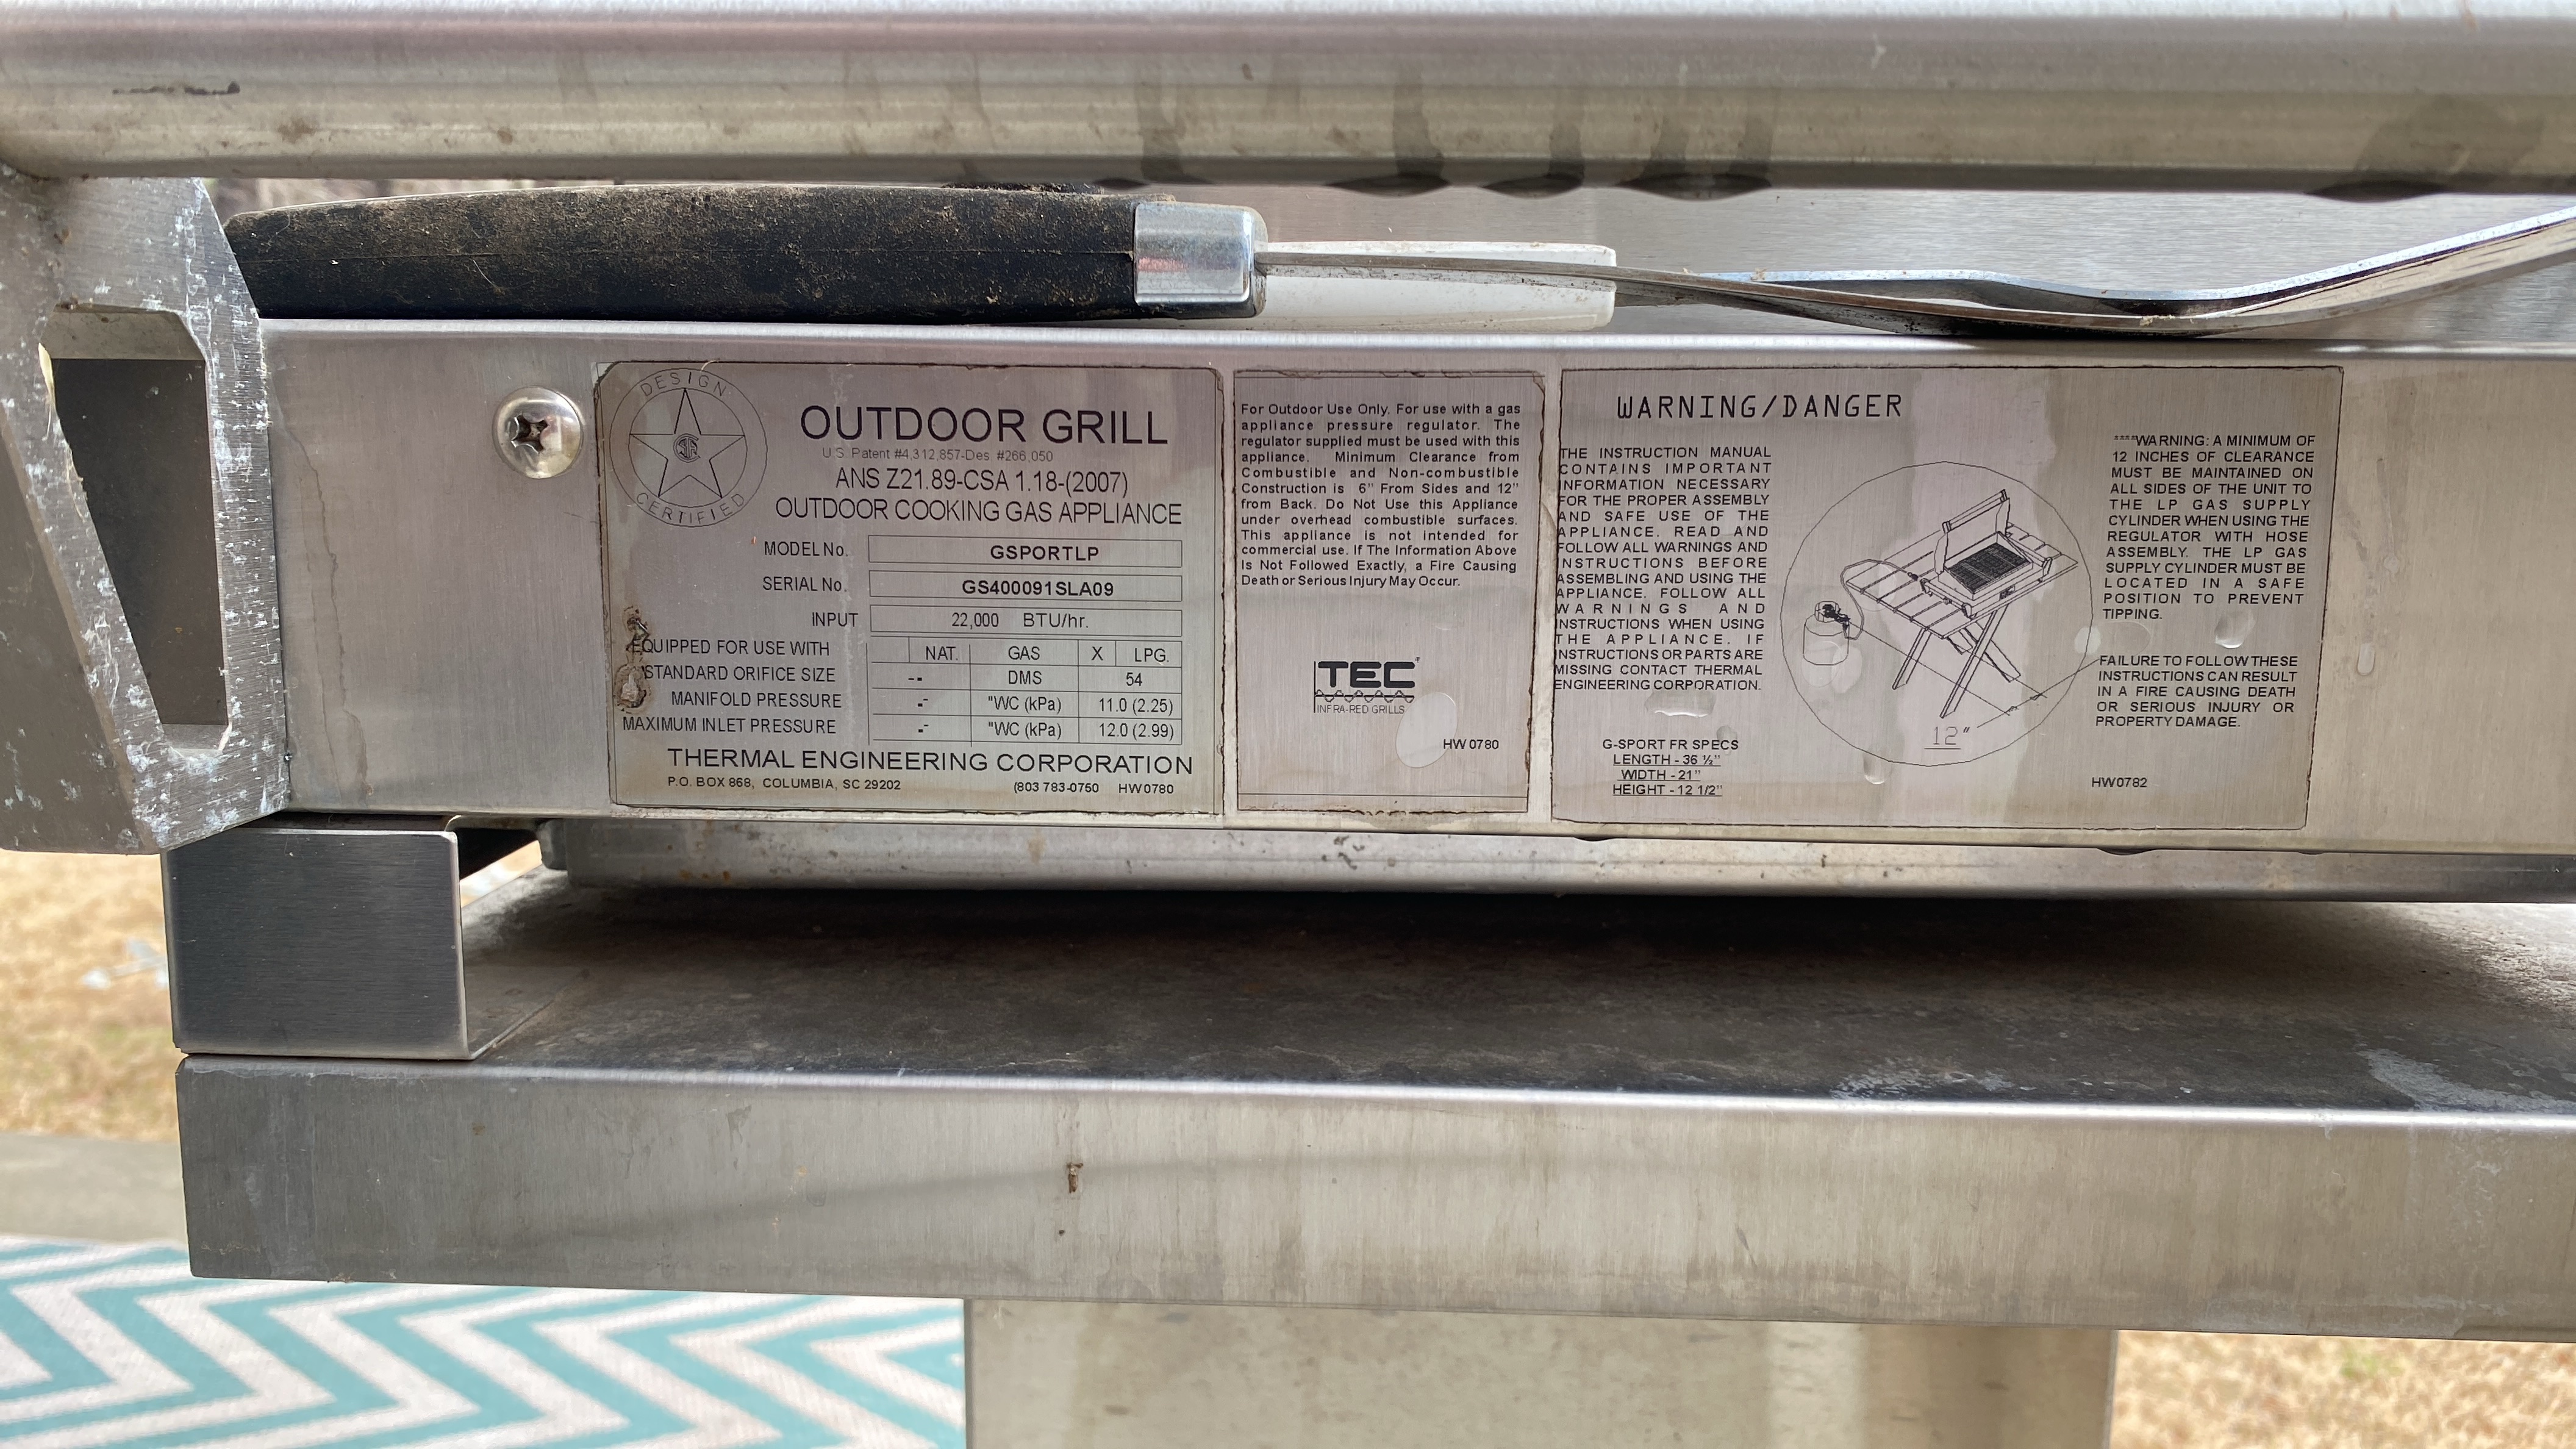 DESIGN
CSA
CERTIFIED
OUTDOOR GRILL
U.S. Patent #4,312,857-Des #266,050
ANS Z21.89-CSA 1.18-(2007)
OUTDOOR COOKING GAS APPLIANCE
MODEL No. GSPORTLP
SERIAL No. GS400091SLA09
INPUT 22,000 BTU/hr.
EQUIPPED FOR USE WITH NAT. GAS X LPG.
STANDARD ORIFICE SIZE -- DMS 54
MANIFOLD PRESSURE -- "WC (kPa) 11.0 (2.25)
MAXIMUM INLET PRESSURE -- "WC (kPa) 12.0 (2.99)
THERMAL ENGINEERING CORPORATION
P.O. BOX 868, COLUMBIA, SC 29202 (803 783-0750 HW0780
For Outdoor Use Only. For use with a gas
appliance pressure regulator. The
regulator supplied must be used with this
appliance. Minimum Clearance from
Combustible and Non-combustible
Construction is 6" From Sides and 12"
from Back. Do Not Use this Appliance
under overhead combustible surfaces.
This appliance is not intended for
commercial use. If The Information Above
Is Not Followed Exactly, a Fire Causing
Death or Serious Injury May Occur.
TEC
INFRA-RED GRILLS
HW 0780
WARNING/DANGER
THE INSTRUCTION MANUAL
CONTAINS IMPORTANT
INFORMATION NECESSARY
FOR THE PROPER ASSEMBLY
AND SAFE USE OF THE
APPLIANCE. READ AND
FOLLOW ALL WARNINGS AND
INSTRUCTIONS BEFORE
ASSEMBLING AND USING THE
APPLIANCE. FOLLOW ALL
WARNINGS AND
INSTRUCTIONS WHEN USING
THE APPLIANCE. IF
INSTRUCTIONS OR PARTS ARE
MISSING CONTACT THERMAL
ENGINEERING CORPORATION.
G-SPORT FR SPECS
LENGTH - 36 ½"
WIDTH - 21"
HEIGHT - 12 1/2"
12"
****WARNING: A MINIMUM OF
12 INCHES OF CLEARANCE
MUST BE MAINTAINED ON
ALL SIDES OF THE UNIT TO
THE LP GAS SUPPLY
CYLINDER WHEN USING THE
REGULATOR WITH HOSE
ASSEMBLY. THE LP GAS
SUPPLY CYLINDER MUST BE
LOCATED IN A SAFE
POSITION TO PREVENT
TIPPING.
FAILURE TO FOLLOW THESE
INSTRUCTIONS CAN RESULT
IN A FIRE CAUSING DEATH
OR SERIOUS INJURY OR
PROPERTY DAMAGE.
HW0782